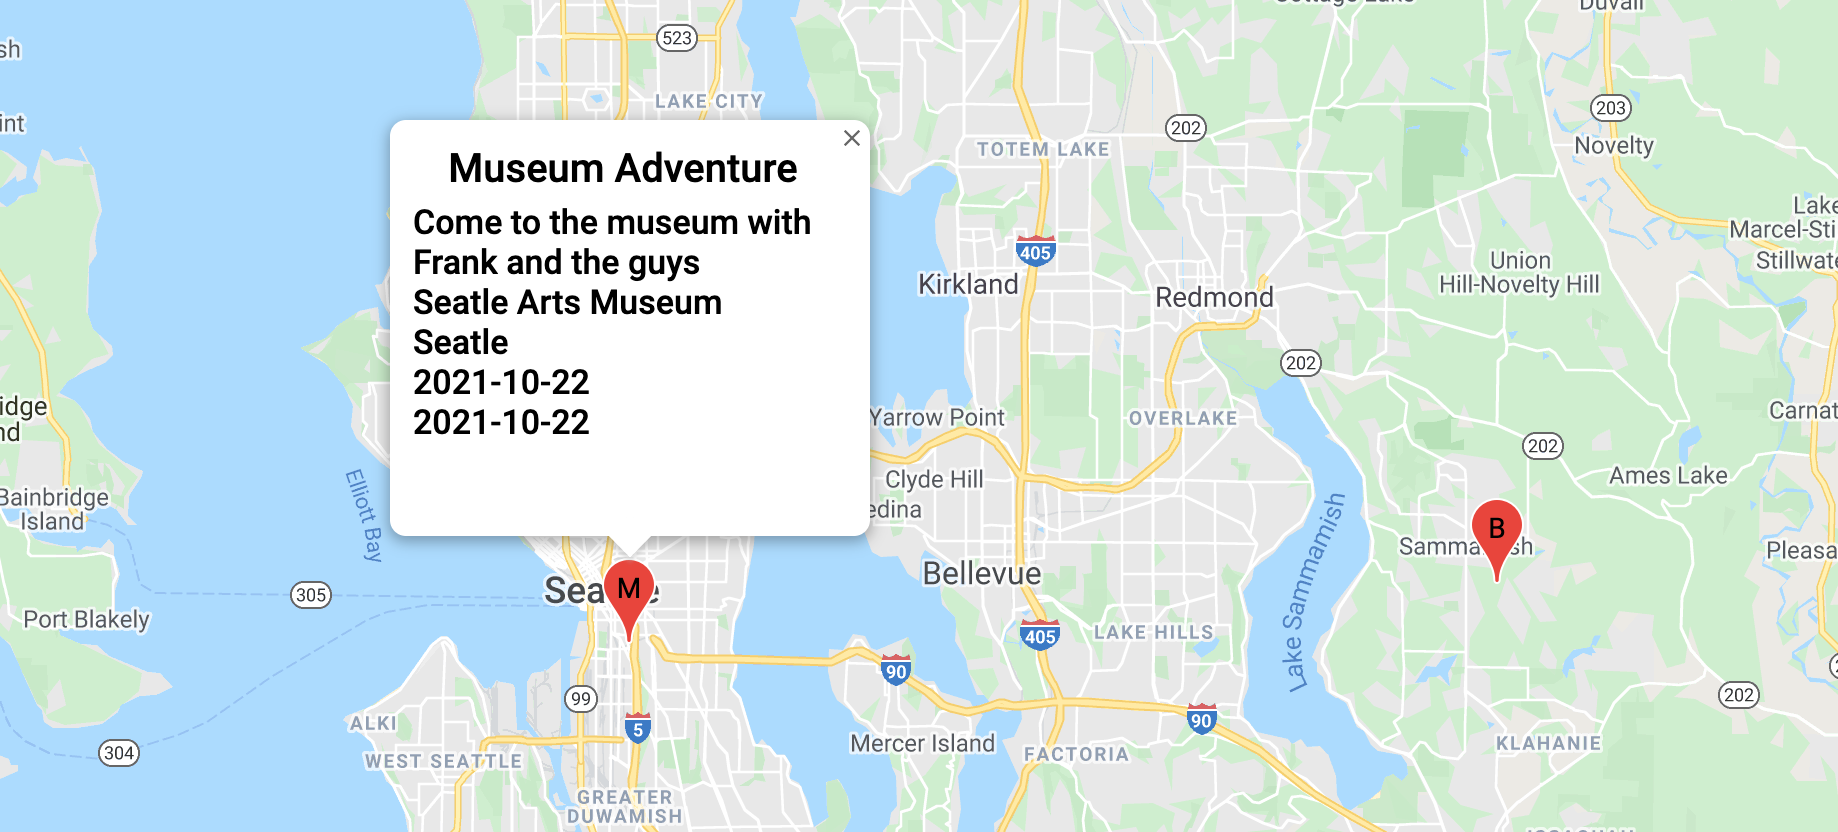 523
LAKE CITY
Duvall
203
Novelty
202
TOTEM LAKE
Museum Adventure
Come to the museum with
Frank and the guys
Seatle Arts Museum
Seatle
2021-10-22
2021-10-22
405
Kirkland
Redmond
Union
Hill-Novelty Hill
Lake
Marcel-Sti
Stillwate
202
Yarrow Point
OVERLAKE
Carnat
202
Clyde Hill
edina
Ames Lake
idge
nd
Bainbridge
Island
Elliott Bay
Lake Sammamish
B
Samma sh
Pleasa
Bellevue
M
Sea e
305
Port Blakely
405
LAKE HILLS
90
202
99
5
90
ALKI
304
WEST SEATTLE
Mercer Island
FACTORIA
KLAHANIE
GREATER
DUWAMISH